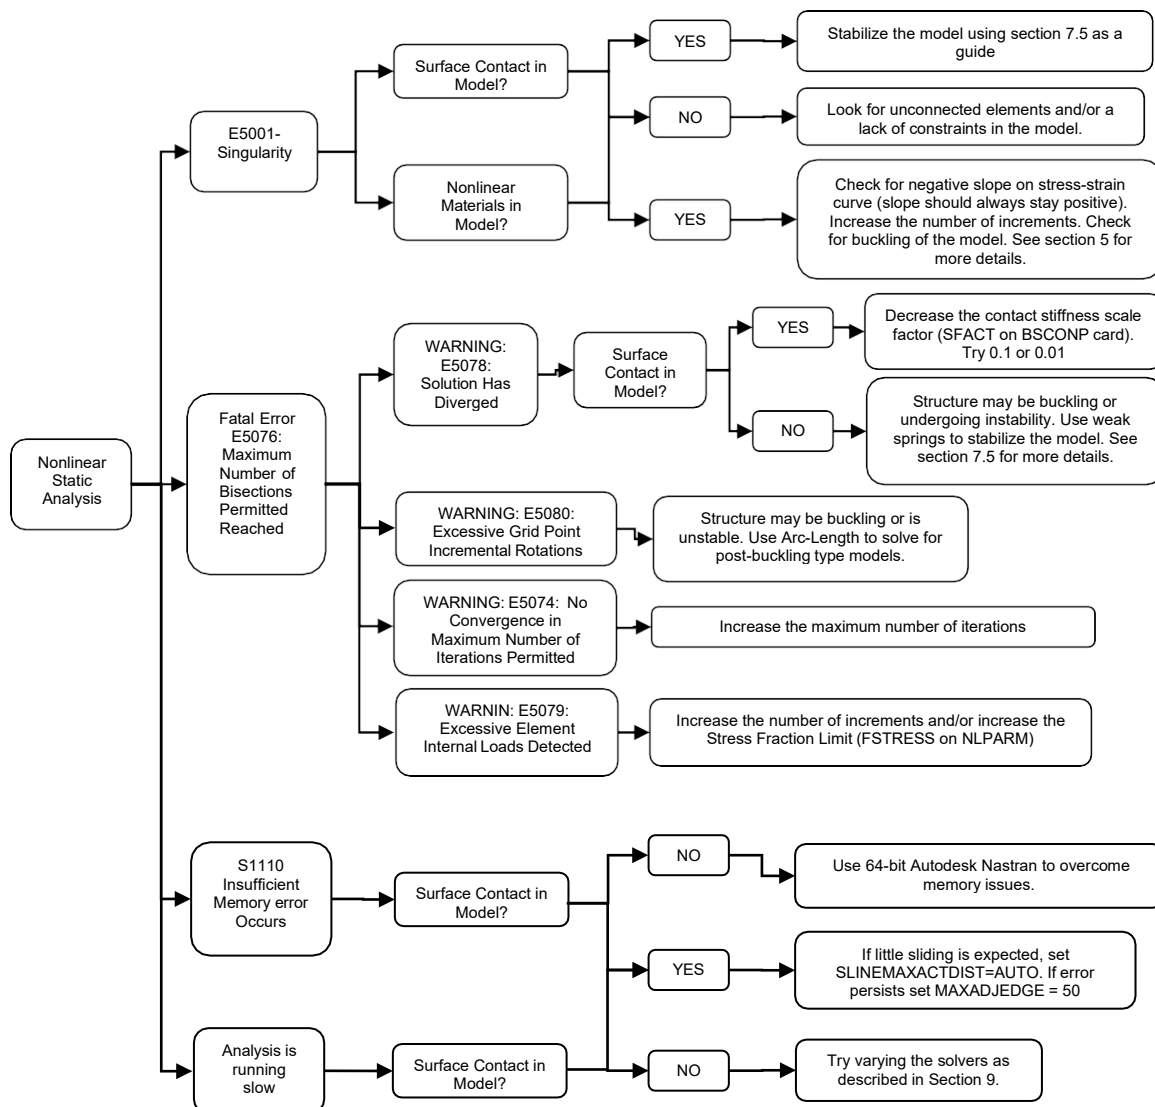 Nonlinear
Static
Analysis
E5001-
Singularity
Surface Contact in
Model?
YES
Stabilize the model using section 7.5 as a
guide
NO
Look for unconnected elements and/or a
lack of constraints in the model.
Nonlinear
Materials in
Model?
YES
Check for negative slope on stress-strain
curve (slope should always stay positive).
Increase the number of increments. Check
for buckling of the model. See section 5 for
more details.
Fatal Error
E5076:
Maximum
Number of
Bisections
Permitted
Reached
WARNING:
E5078:
Solution Has
Diverged
Surface
Contact in
Model?
YES
Decrease the contact stiffness scale
factor (SFACT on BSCONP card).
Try 0.1 or 0.01
NO
Structure may be buckling or
undergoing instability. Use weak
springs to stabilize the model. See
section 7.5 for more details.
WARNING: E5080:
Excessive Grid Point
Incremental Rotations
Structure may be buckling or is
unstable. Use Arc-Length to solve for
post-buckling type models.
WARNING: E5074: No
Convergence in
Maximum Number of
Iterations Permitted
Increase the maximum number of iterations
WARNIN: E5079:
Excessive Element
Internal Loads Detected
Increase the number of increments and/or increase the
Stress Fraction Limit (FSTRESS on NLPARM)
S1110
Insufficient
Memory error
Occurs
Surface Contact in
Model?
NO
Use 64-bit Autodesk Nastran to overcome
memory issues.
YES
If little sliding is expected, set
SLINEMAXACTDIST=AUTO. If error
persists set MAXADJEDGE = 50
Analysis is
running
slow
Surface Contact in
Model?
NO
Try varying the solvers as
described in Section 9.